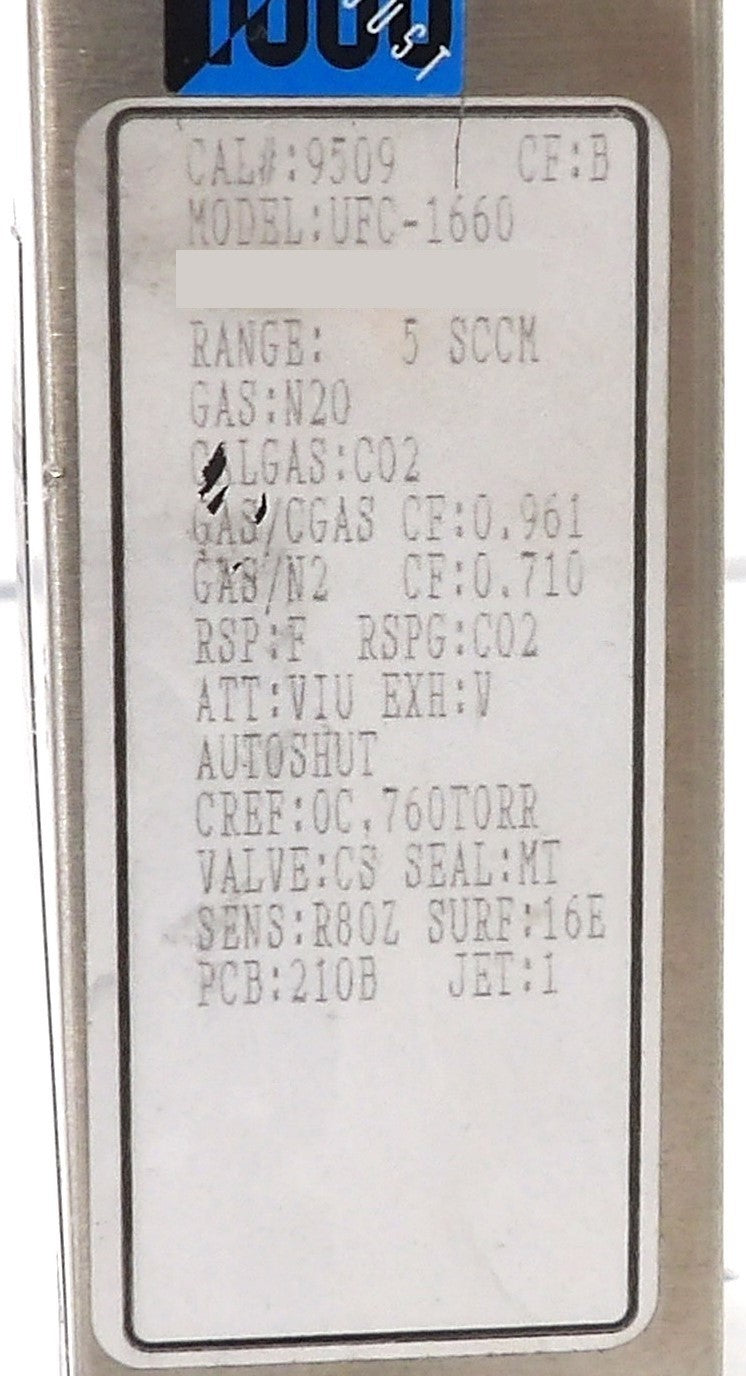 UST
CAL#:9509 CF:B
MODEL:UFC-1660
RANGE: 5 SCCM
GAS:N2O
CALGAS:CO2
GAS/CGAS CF:0.961
GAS/N2 CF:0.710
RSP:F RSPG:CO2
ATT:VIU EXH:V
AUTOSHUT
CREF:0C,760TORR
VALVE:CS SEAL:MT
SENS:R80Z SURF:16E
PCB:210B JET:1